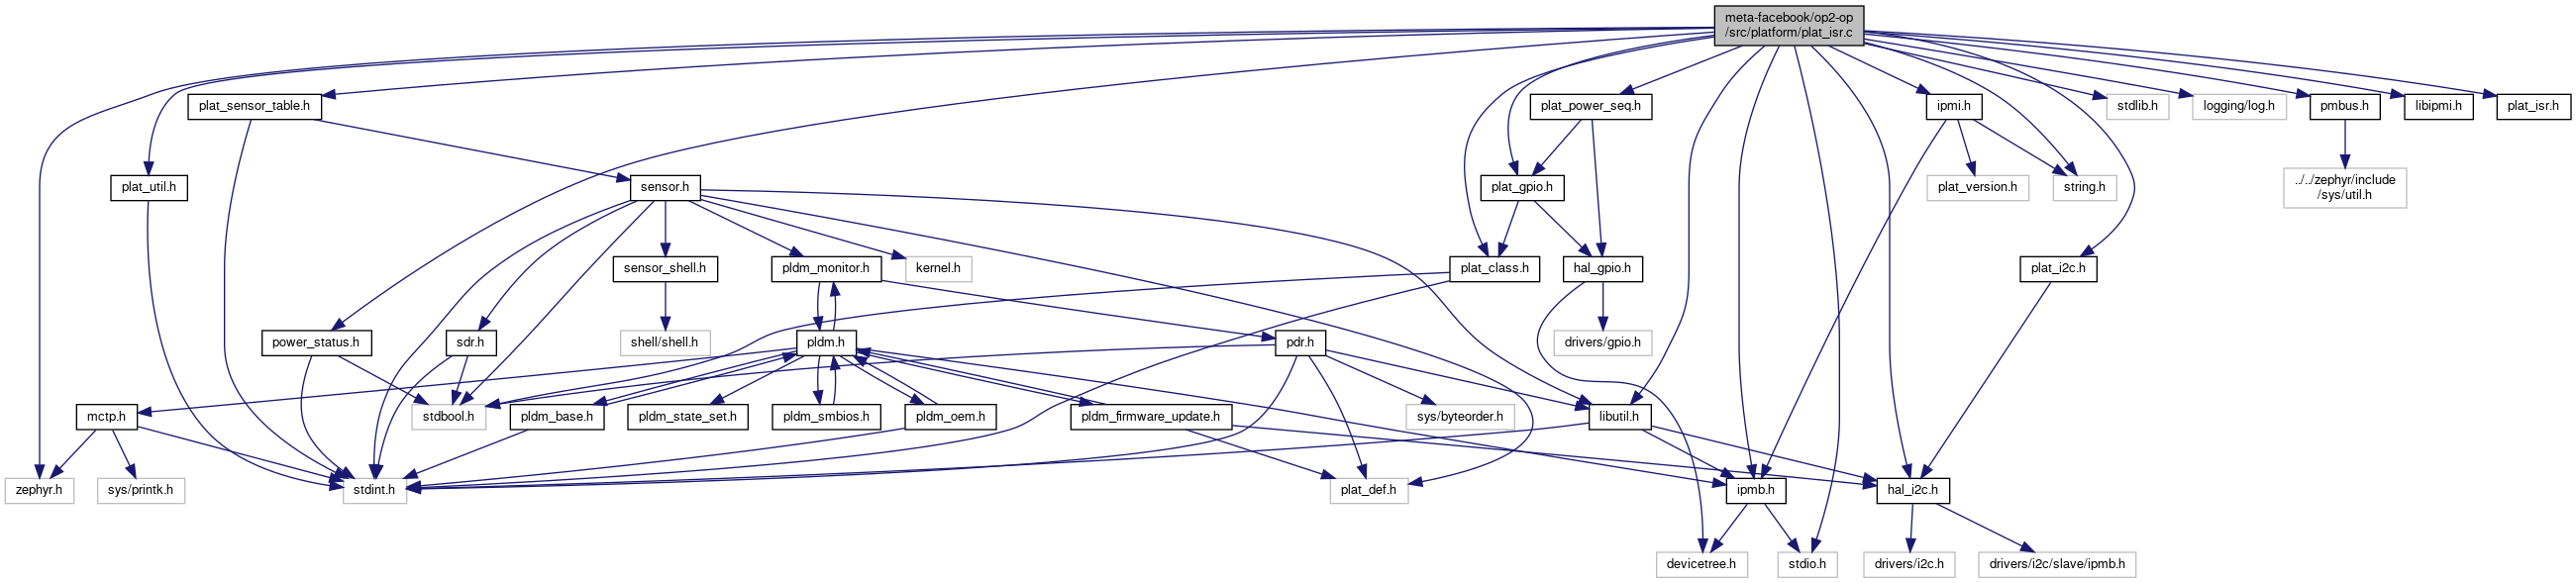 meta-facebook/op2-op
/src/platform/plat_isr.c
plat_sensor_table.h
plat_power_seq.h
ipmi.h
stdlib.h
logging/log.h
pmbus.h
libipmi.h
plat_isr.h
plat_util.h
sensor.h
plat_gpio.h
plat_version.h
string.h
../../zephyr/include
/sys/util.h
sensor_shell.h
pldm_monitor.h
kernel.h
plat_class.h
hal_gpio.h
plat_i2c.h
power_status.h
sdr.h
shell/shell.h
pldm.h
pdr.h
drivers/gpio.h
mctp.h
stdbool.h
pldm_base.h
pldm_state_set.h
pldm_smbios.h
pldm_oem.h
pldm_firmware_update.h
sys/byteorder.h
libutil.h
zephyr.h
sys/printk.h
stdint.h
plat_def.h
ipmb.h
hal_i2c.h
devicetree.h
stdio.h
drivers/i2c.h
drivers/i2c/slave/ipmb.h